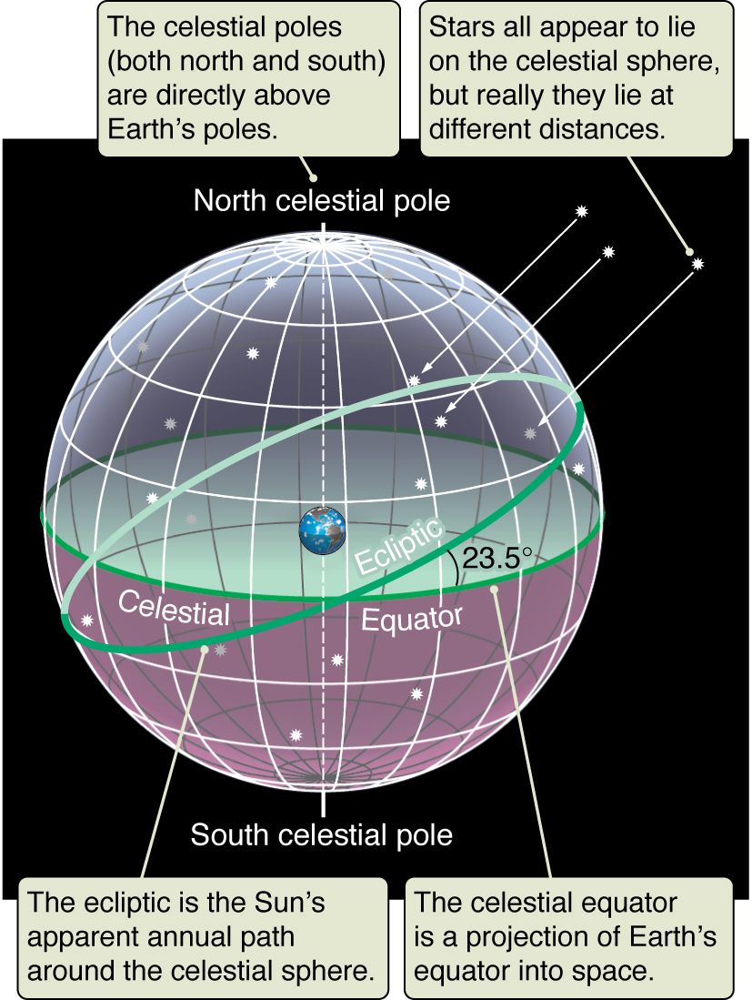 The celestial poles
(both north and south)
are directly above
Earth’s poles.
Stars all appear to lie
on the celestial sphere,
but really they lie at
different distances.
North celestial pole
Ecliptic
23.5°
Celestial
Equator
South celestial pole
The ecliptic is the Sun’s
apparent annual path
around the celestial sphere.
The celestial equator
is a projection of Earth’s
equator into space.